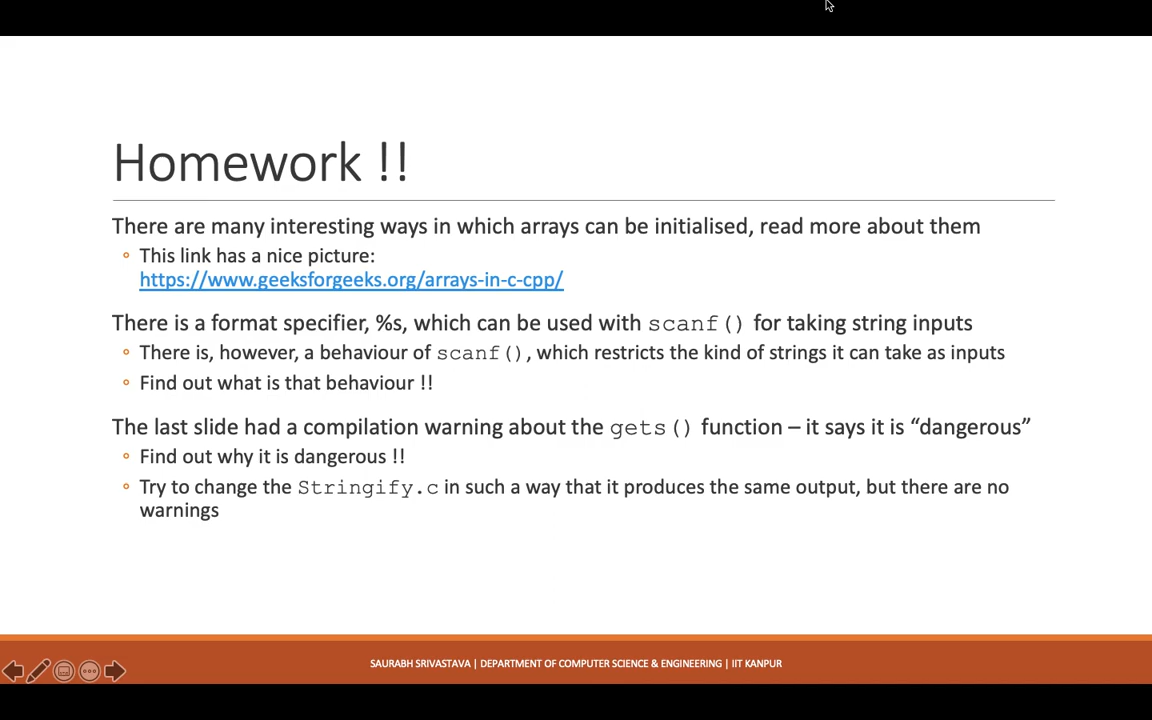 Homework !!
There are many interesting ways in which arrays can be initialised, read more about them
This link has a nice picture:
https://www.geeksforgeeks.org/arrays-in-c-cpp/
There is a format specifier, %s, which can be used with scanf() for taking string inputs
There is, however, a behaviour of scanf(), which restricts the kind of strings it can take as inputs
Find out what is that behaviour !!
The last slide had a compilation warning about the gets() function – it says it is “dangerous”
Find out why it is dangerous !!
Try to change the Stringify.c in such a way that it produces the same output, but there are no
warnings
SAURABH SRIVASTAVA | DEPARTMENT OF COMPUTER SCIENCE & ENGINEERING | IIT KANPUR